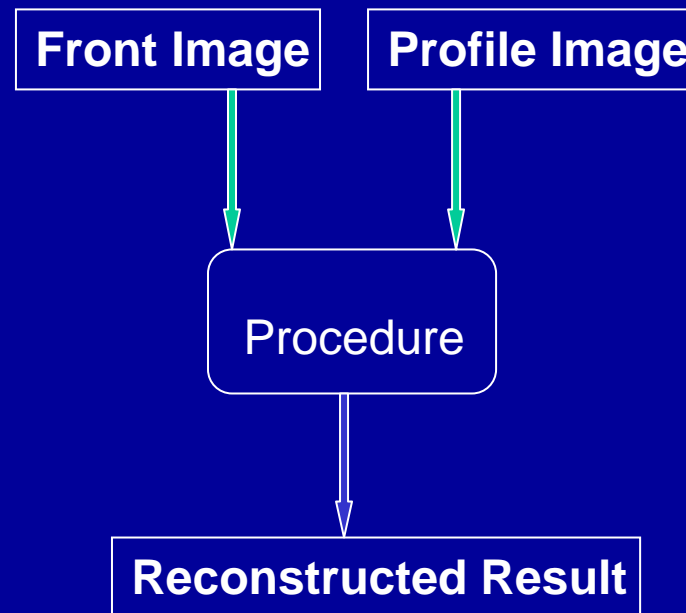 Front Image
Profile Image
Procedure
Reconstructed Result